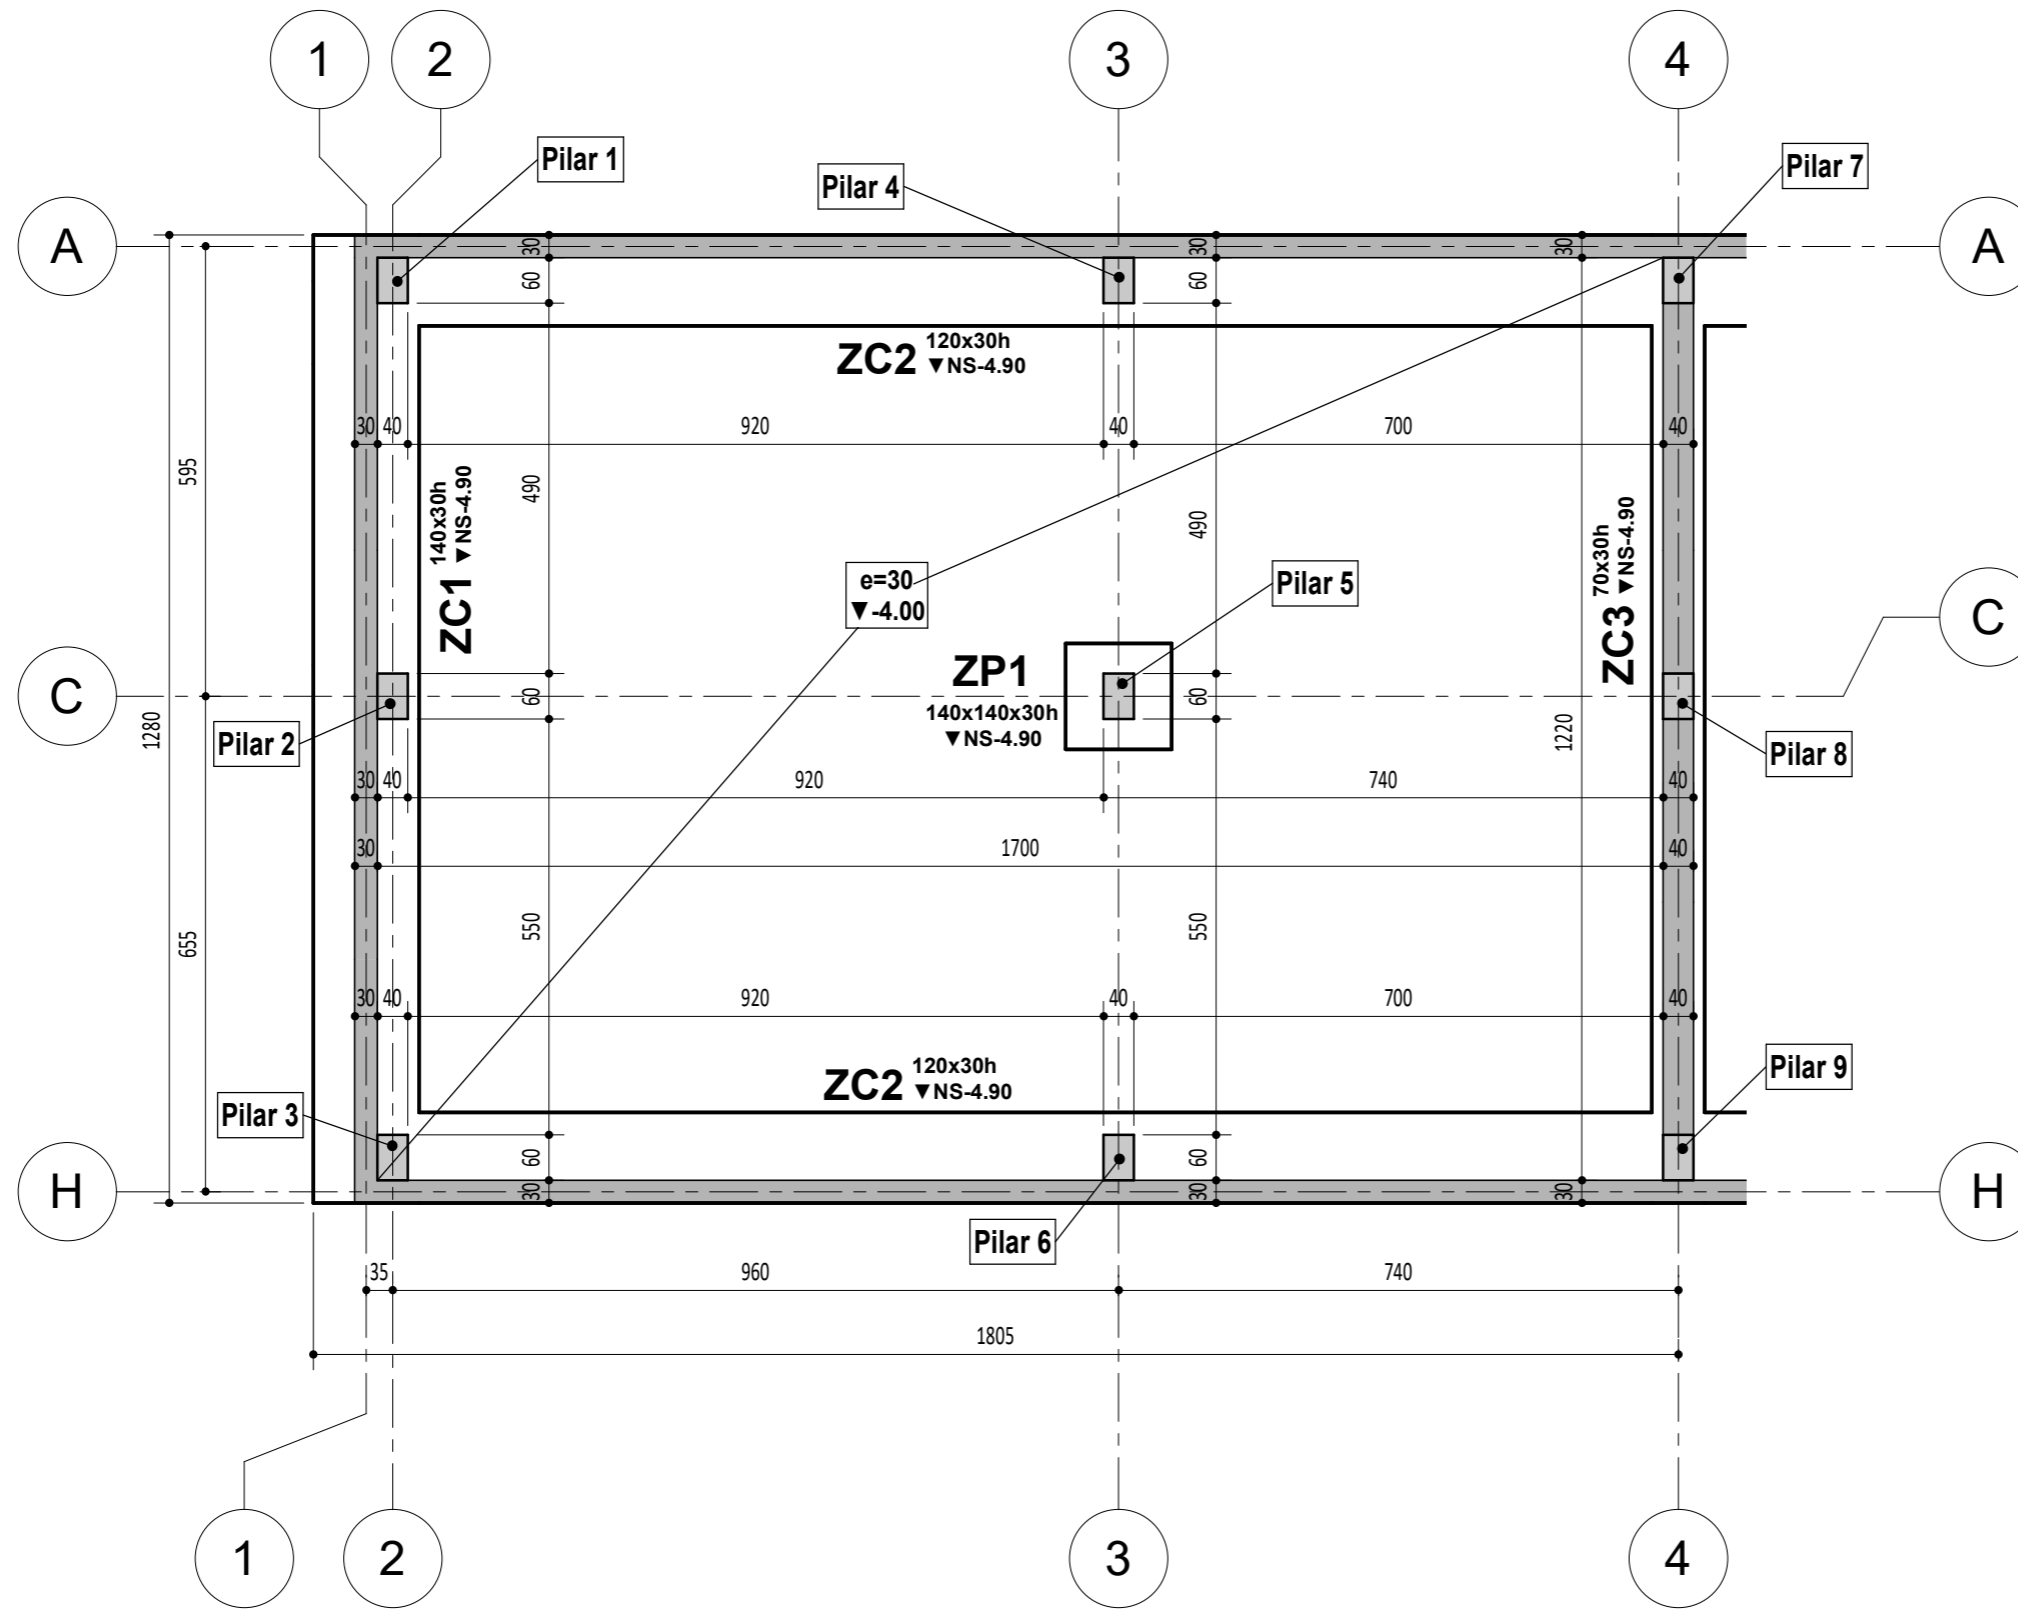 1
2
3
4
Pilar 1
Pilar 4
Pilar 7
A
A
30
30
30
60
60
ZC2 120x30h
▼NS-4.90
30
40
920
40
700
40
595
490
490
ZC1 140x30h
▼NS-4.90
ZC3 70x30h
▼NS-4.90
e=30
▼-4.00
Pilar 5
C
C
ZP1
140x140x30h
▼NS-4.90
60
60
1280
1220
Pilar 2
Pilar 8
30
40
920
740
40
30
1700
40
655
550
550
30
40
920
40
700
40
ZC2 120x30h
▼NS-4.90
Pilar 9
Pilar 3
60
60
H
H
30
30
30
Pilar 6
35
960
740
1805
1
2
3
4